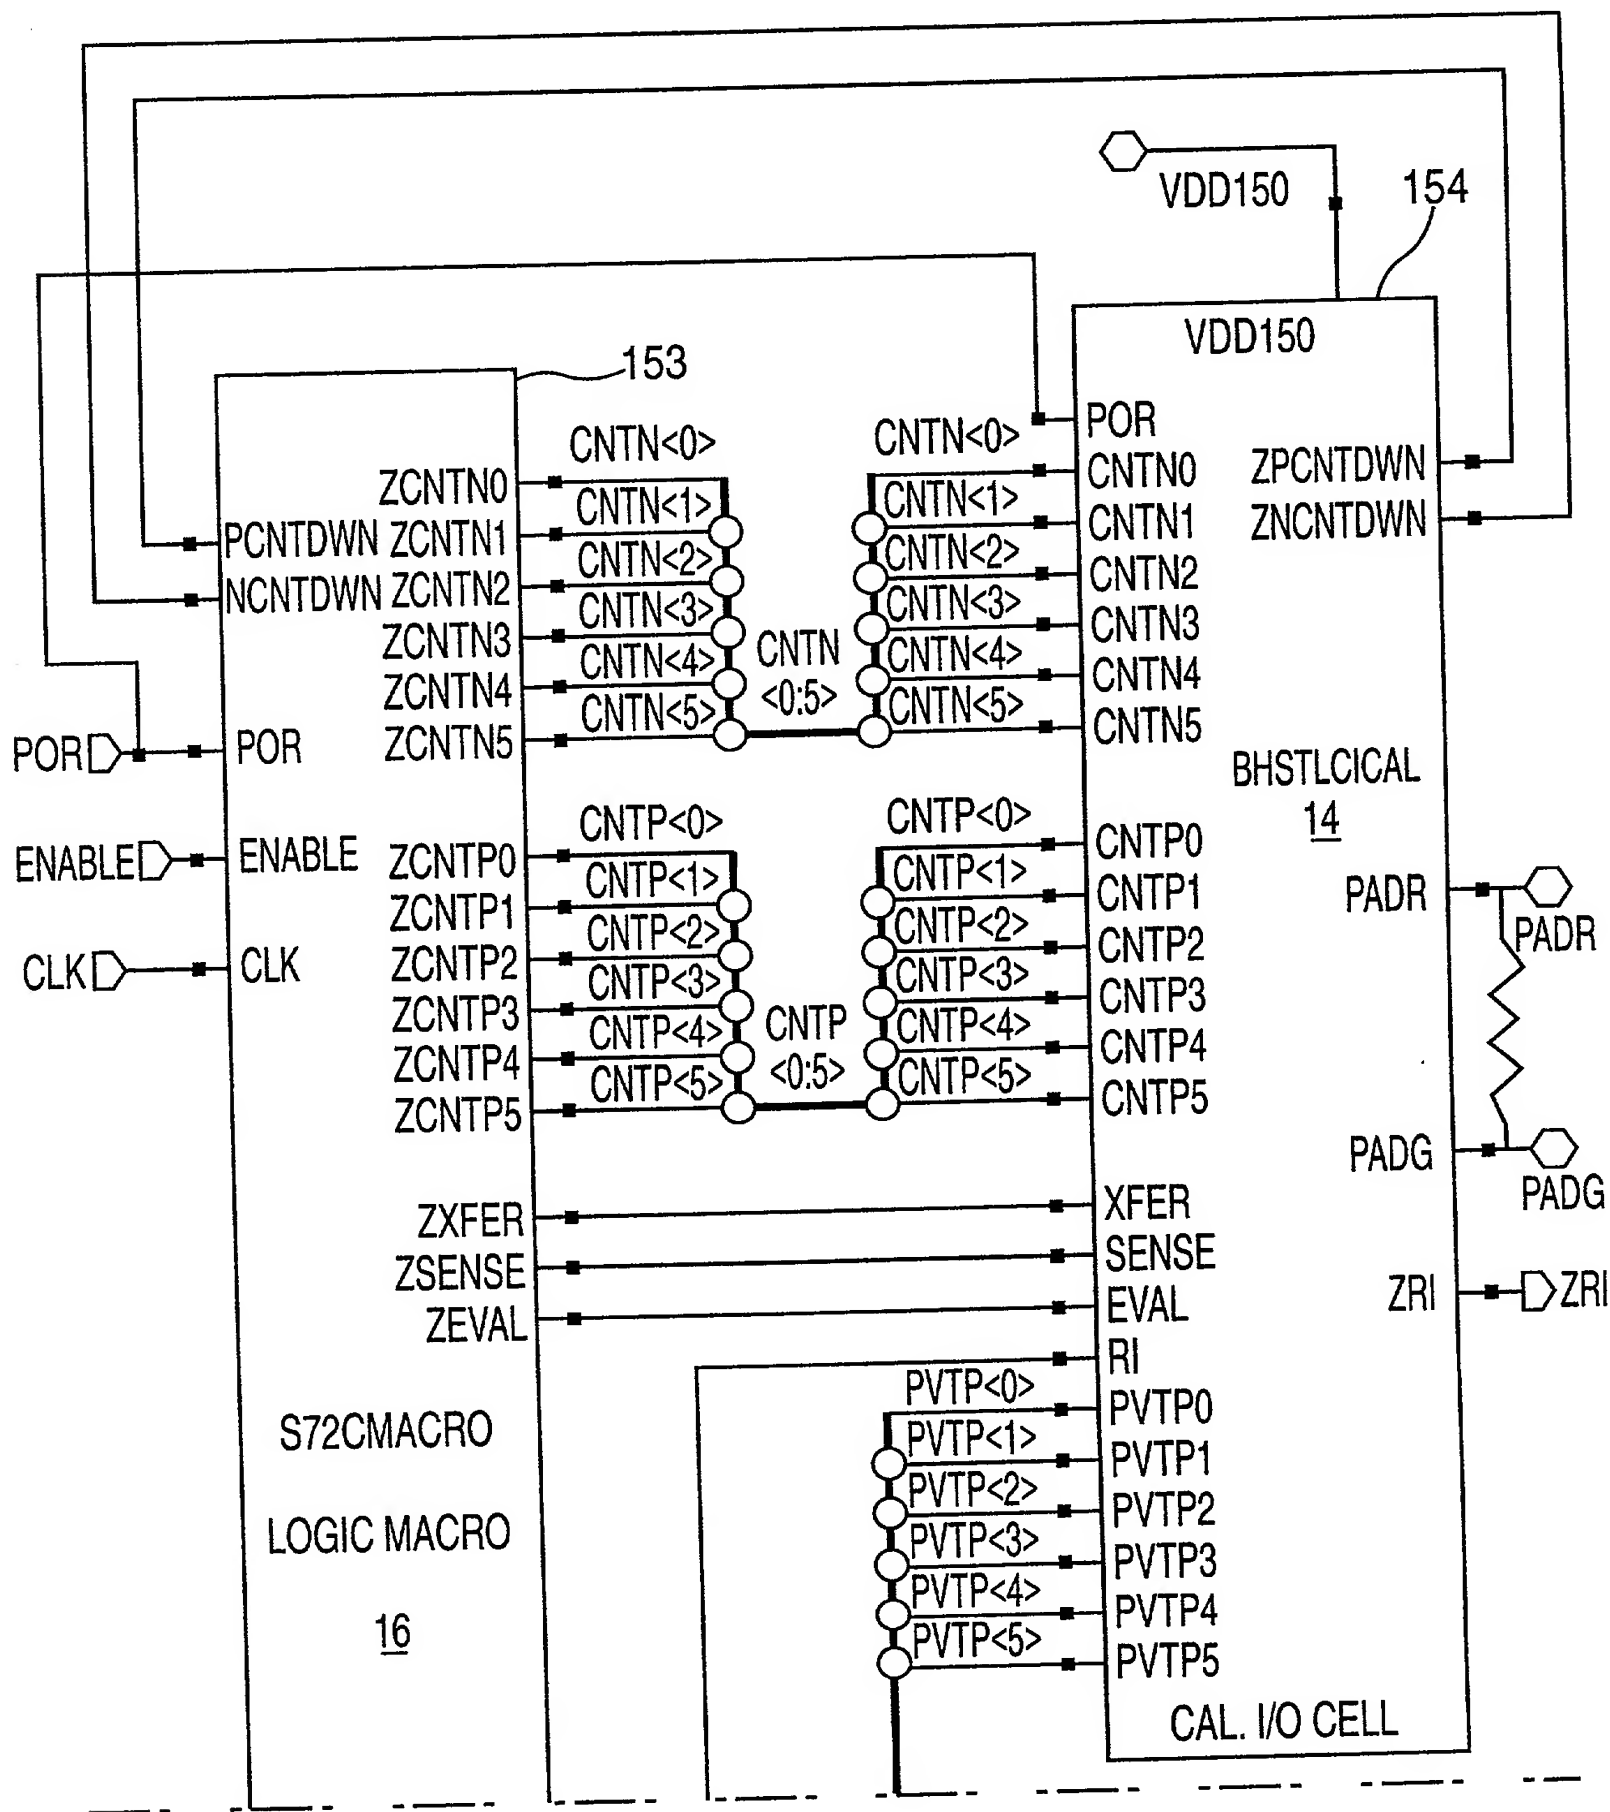 VDD150
154
153
PCNTDWN
NCNTDWN
POR
POR
ENABLE
ENABLE
CLK
CLK
ZCNTN0
ZCNTN1
ZCNTN2
ZCNTN3
ZCNTN4
ZCNTN5
ZCNTP0
ZCNTP1
ZCNTP2
ZCNTP3
ZCNTP4
ZCNTP5
ZXFER
ZSENSE
ZEVAL
S72CMACRO
LOGIC MACRO
16
CNTN<0>
CNTN<1>
CNTN<2>
CNTN<3>
CNTN<4>
CNTN<5>
CNTN
<0:5>
CNTN<0>
CNTN<1>
CNTN<2>
CNTN<3>
CNTN<4>
CNTN<5>
CNTP<0>
CNTP<1>
CNTP<2>
CNTP<3>
CNTP<4>
CNTP<5>
CNTP
<0:5>
CNTP<0>
CNTP<1>
CNTP<2>
CNTP<3>
CNTP<4>
CNTP<5>
PVTP<0>
PVTP<1>
PVTP<2>
PVTP<3>
PVTP<4>
PVTP<5>
VDD150
POR
CNTN0
CNTN1
CNTN2
CNTN3
CNTN4
CNTN5
CNTP0
CNTP1
CNTP2
CNTP3
CNTP4
CNTP5
XFER
SENSE
EVAL
RI
PVTP0
PVTP1
PVTP2
PVTP3
PVTP4
PVTP5
ZPCNTDWN
ZNCNTDWN
BHSTLCICAL
14
PADR
PADR
PADG
PADG
ZRI
ZRI
CAL. I/O CELL